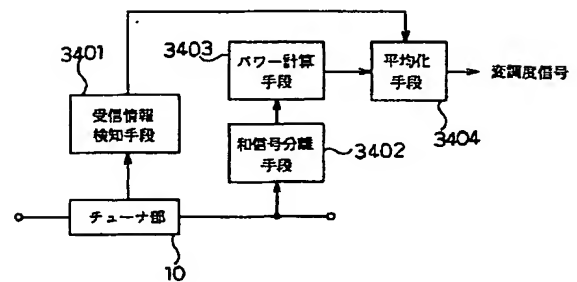 3401
受信情報
検知手段
3403
パワー計算
手段
平均化
手段
変調度信号
3404
和信号分離
手段
3402
チューナ部
10